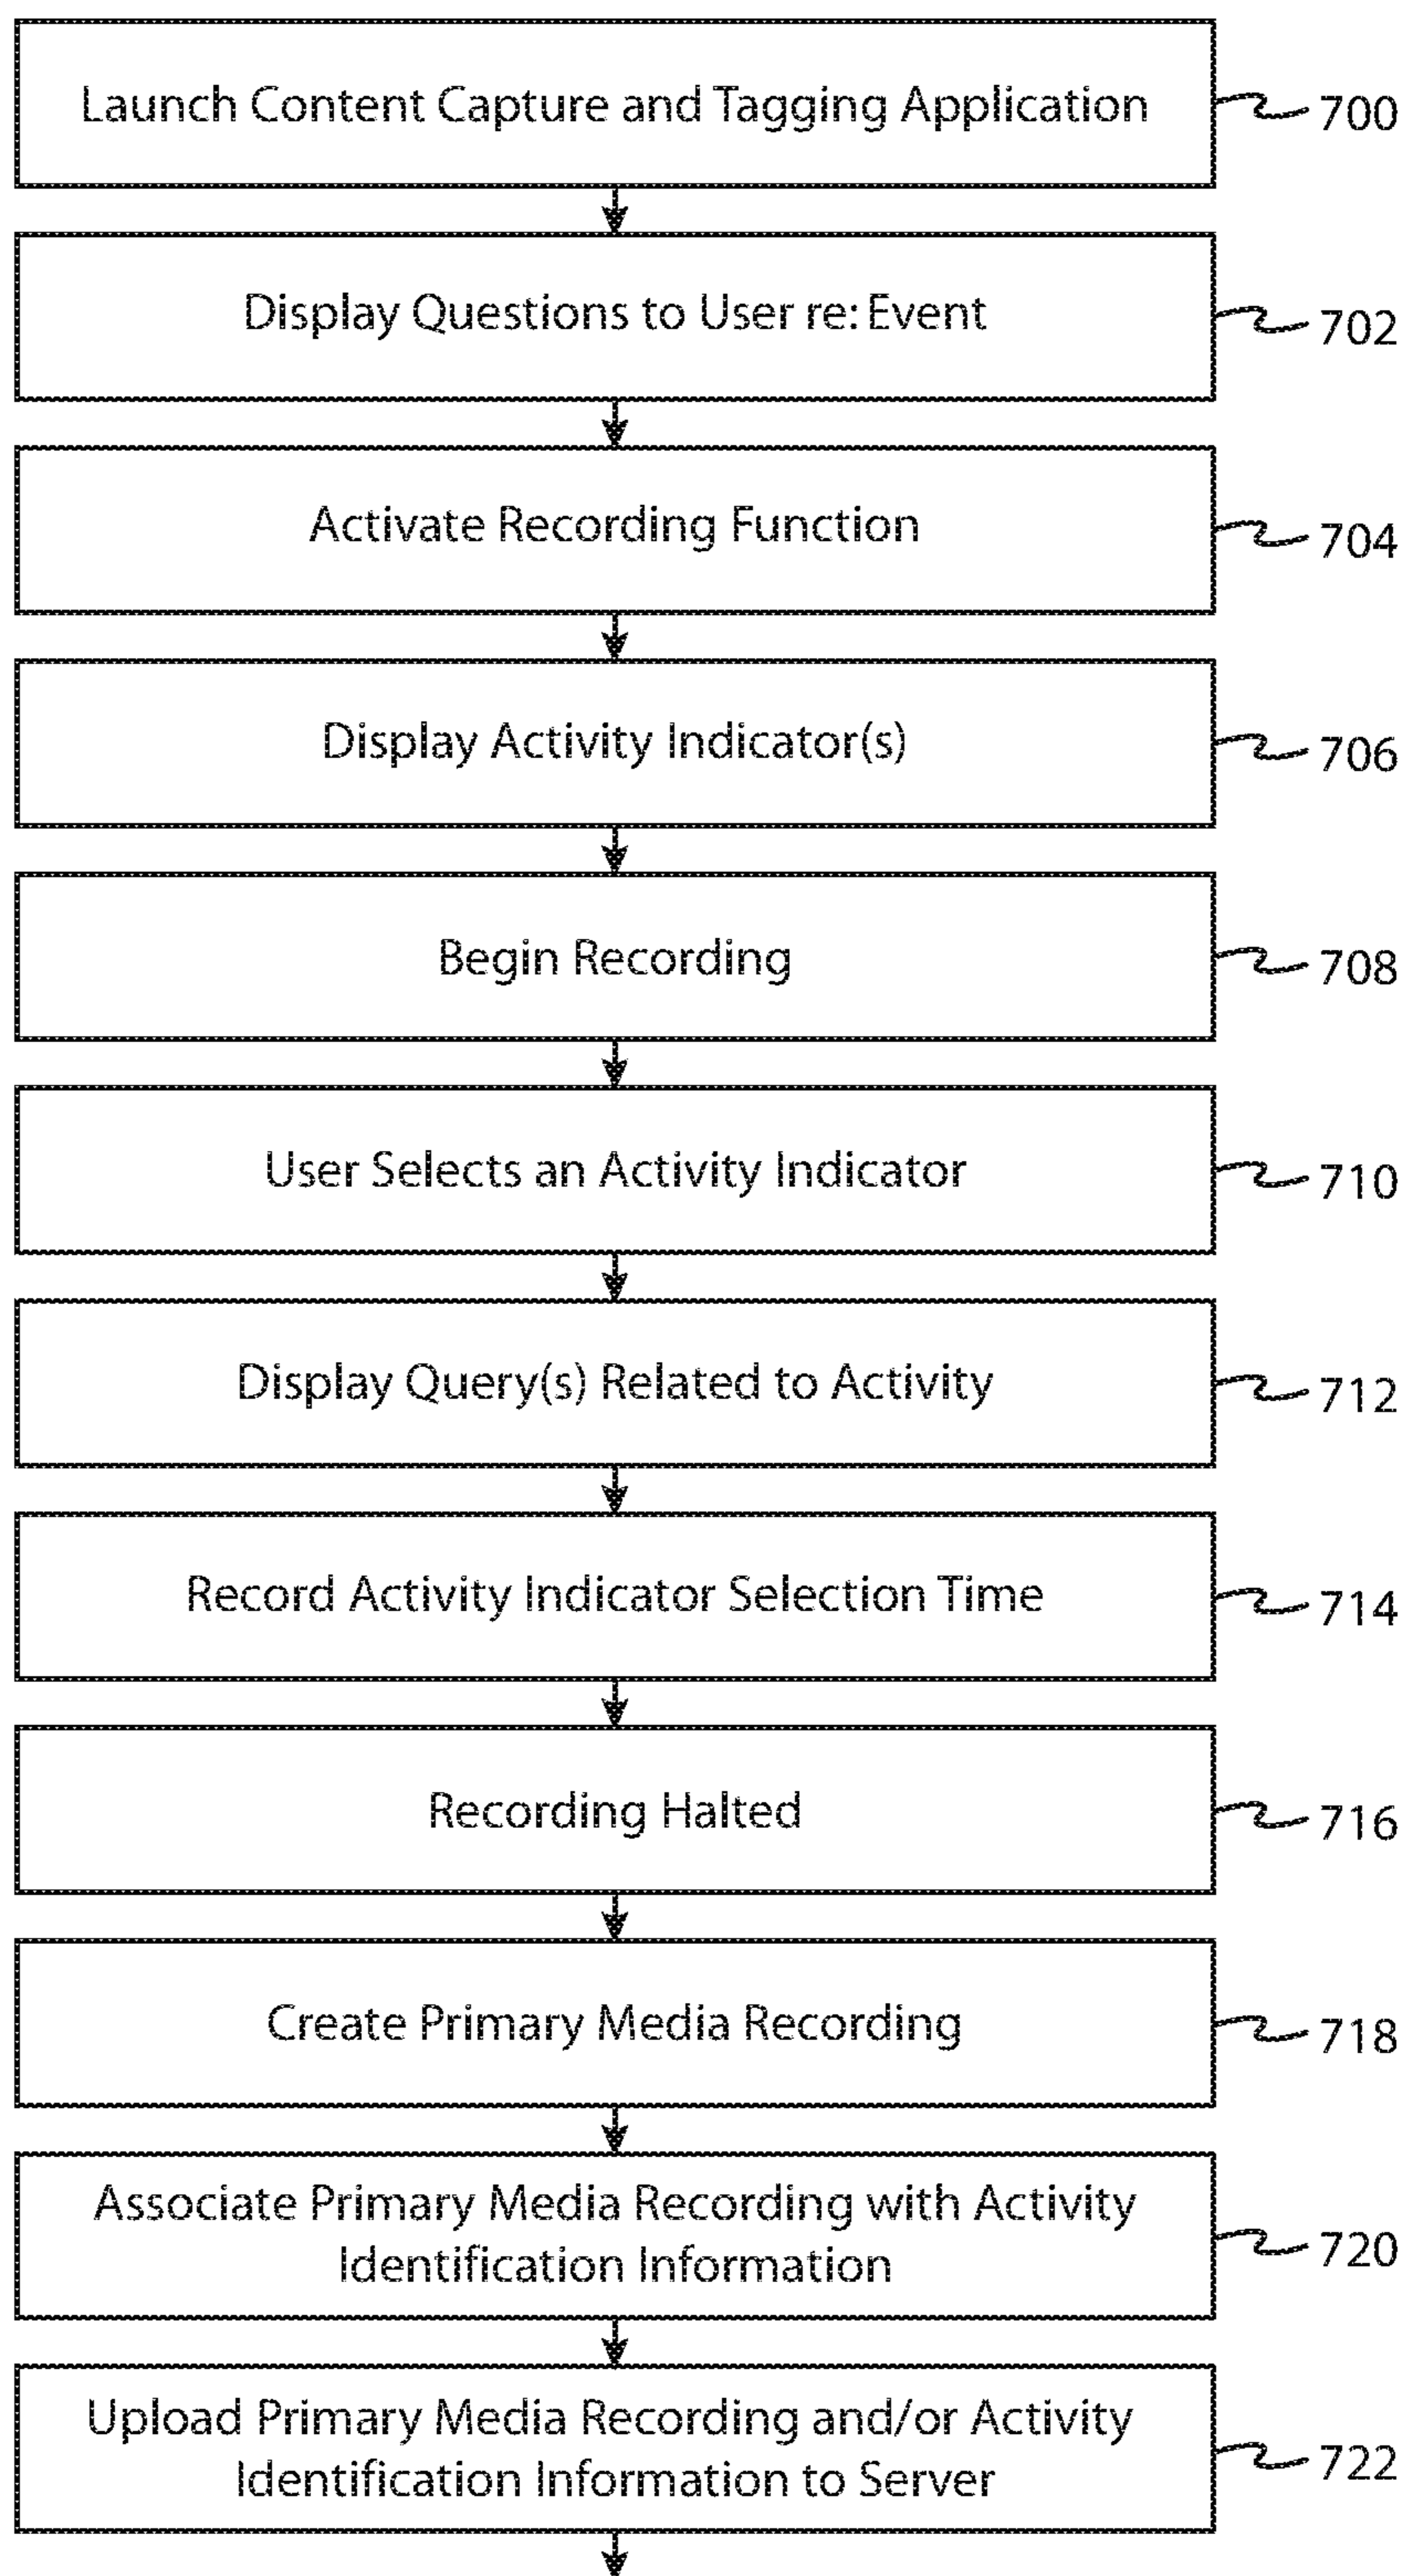 Launch Content Capture and Tagging Application
700
Display Questions to User re: Event
702
Activate Recording Function
704
Display Activity Indicator(s)
706
Begin Recording
708
User Selects an Activity Indicator
710
Display Query(s) Related to Activity
712
Record Activity Indicator Selection Time
714
Recording Halted
716
Create Primary Media Recording
718
Associate Primary Media Recording with Activity
Identification Information
720
Upload Primary Media Recording and/or Activity
Identification Information to Server
722